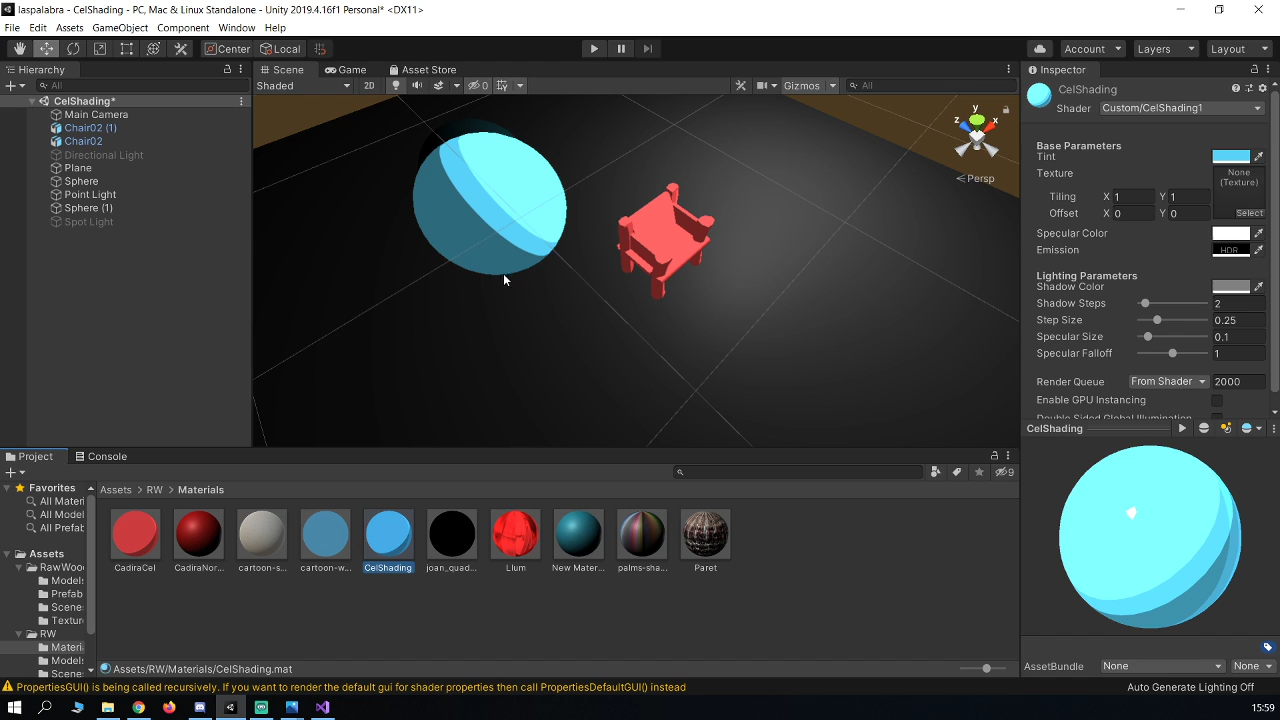 laspalabra - CelShading - PC, Mac & Linux Standalone - Unity 2019.4.16f1 Personal* <DX11>
File Edit Assets GameObject Component Window Help
Center Local Account Layers Layout
Hierarchy Scene Game Asset Store Inspector
All Shaded 2D 0 Gizmos All
CelShading
Shader Custom/CelShading1
CelShading*
Main Camera
Chair02 (1)
Chair02
Directional Light
Plane
Sphere
Point Light
Sphere (1)
Spot Light
y
z x
Persp
Base Parameters
Tint
Texture
None
(Texture)
Tiling X 1 Y 1
Offset X 0 Y 0
Select
Specular Color
Emission HDR
Lighting Parameters
Shadow Color
Shadow Steps 2
Step Size 0.25
Specular Size 0.1
Specular Falloff 1
Render Queue From Shader 2000
Enable GPU Instancing
Double Sided Global Illumination
CelShading
Project Console
9
Favorites
All Materi
All Model
All Prefab
Assets
RawWoo
Models
Prefab
Scene
Textur
RW
Materi
Models
Scene
Assets > RW > Materials
CadiraCel CadiraNor... cartoon-s... cartoon-w... CelShading joan_quad... Llum New Mater... palms-sha... Paret
Assets/RW/Materials/CelShading.mat
AssetBundle None None
PropertiesGUI() is being called recursively. If you want to render the default gui for shader properties then call PropertiesDefaultGUI() instead
Auto Generate Lighting Off
15:59